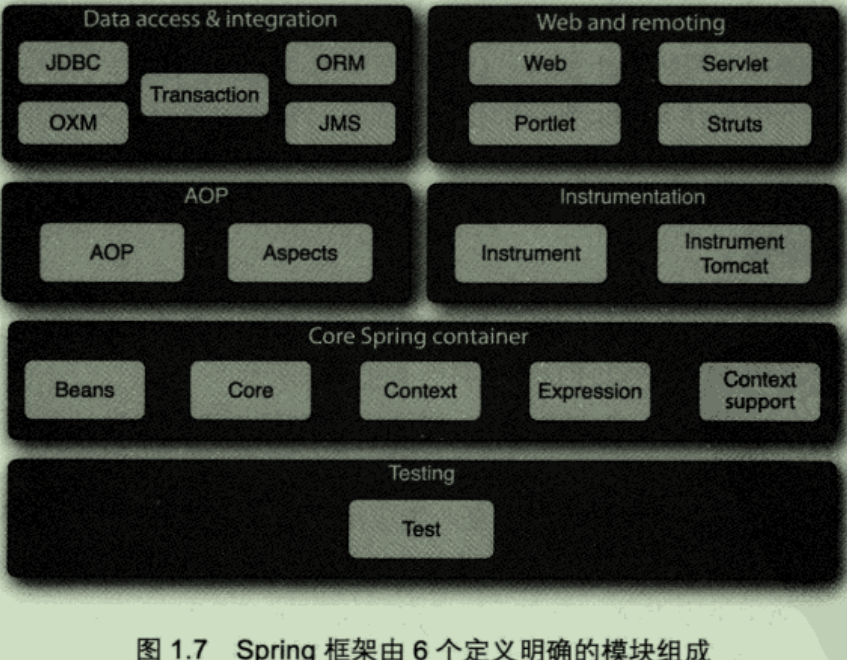 Data access & integration
JDBC
ORM
Transaction
OXM
JMS
Web and remoting
Web
Servlet
Portlet
Struts
AOP
AOP
Aspects
Instrumentation
Instrument
Instrument
Tomcat
Core Spring container
Beans
Core
Context
Expression
Context
support
Testing
Test
图 1.7 Spring 框架由 6 个定义明确的模块组成